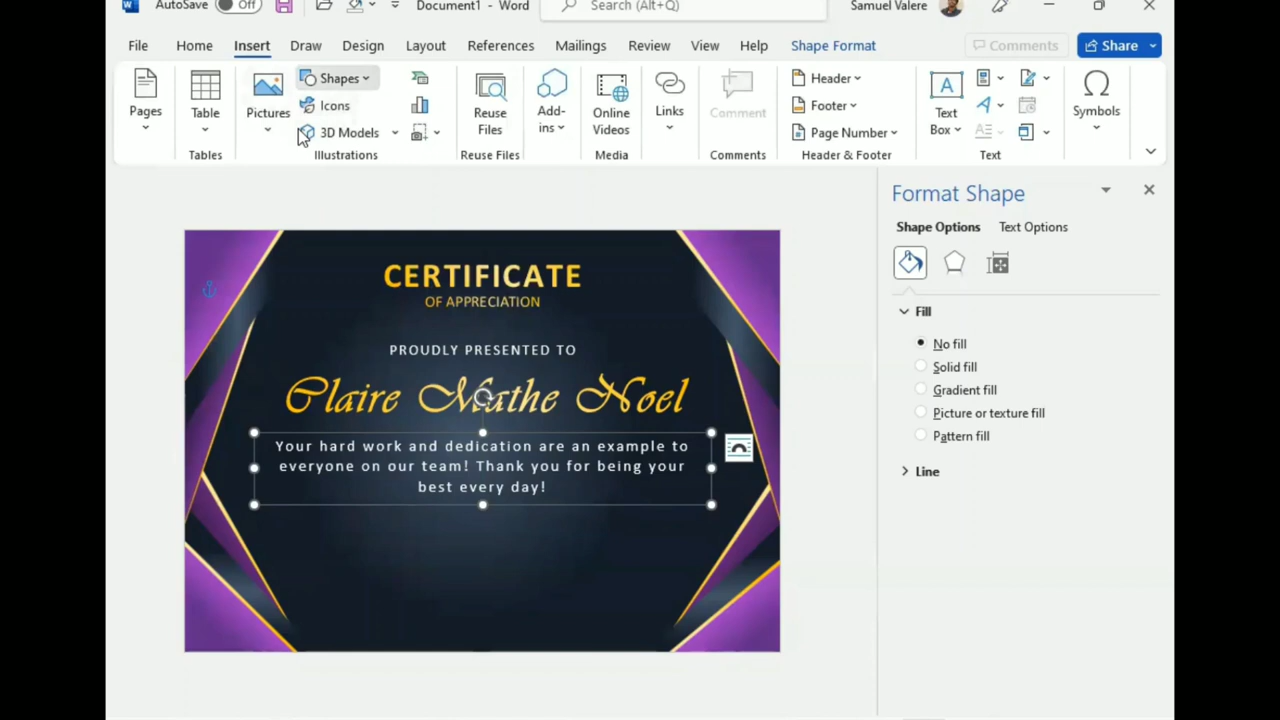 AutoSave Off Document1 - Word Search (Alt+Q) Samuel Valere
File Home Insert Draw Design Layout References Mailings Review View Help Shape Format Comments Share
Pages
Table
Tables
Pictures
Shapes
Icons
3D Models
Illustrations
Reuse
Files
Reuse Files
Add-
ins
Online
Videos
Media
Links
Comment
Comments
Header
Footer
Page Number
Header & Footer
Text
Box
Text
Symbols
CERTIFICATE
OF APPRECIATION
PROUDLY PRESENTED TO
Claire Mathe Noel
Your hard work and dedication are an example to
everyone on our team! Thank you for being your
best every day!
Format Shape
Shape Options Text Options
Fill
No fill
Solid fill
Gradient fill
Picture or texture fill
Pattern fill
Line